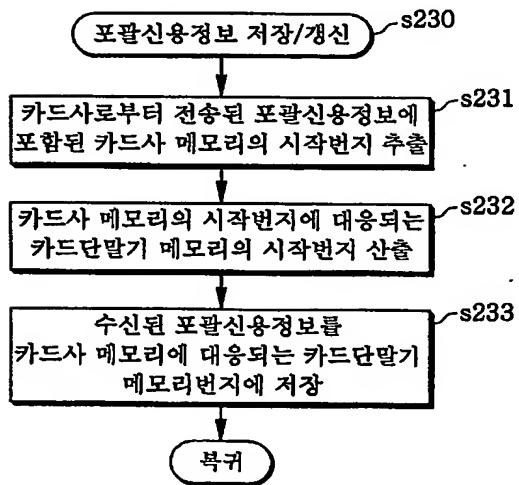 포괄신용정보 저장/갱신
s230
카드사로부터 전송된 포괄신용정보에
포함된 카드사 메모리의 시작번지 추출
s231
카드사 메모리의 시작번지에 대응되는
카드단말기 메모리의 시작번지 산출
s232
수신된 포괄신용정보를
카드사 메모리에 대응되는 카드단말기
메모리번지에 저장
s233
복귀